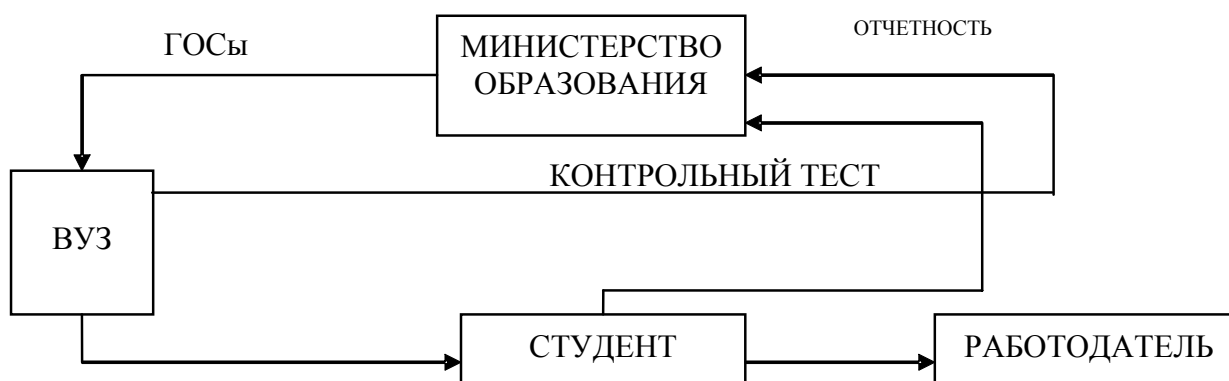 ОТЧЕТНОСТЬ
ГОСы
МИНИСТЕРСТВО
ОБРАЗОВАНИЯ
КОНТРОЛЬНЫЙ ТЕСТ
ВУЗ
СТУДЕНТ
РАБОТОДАТЕЛЬ